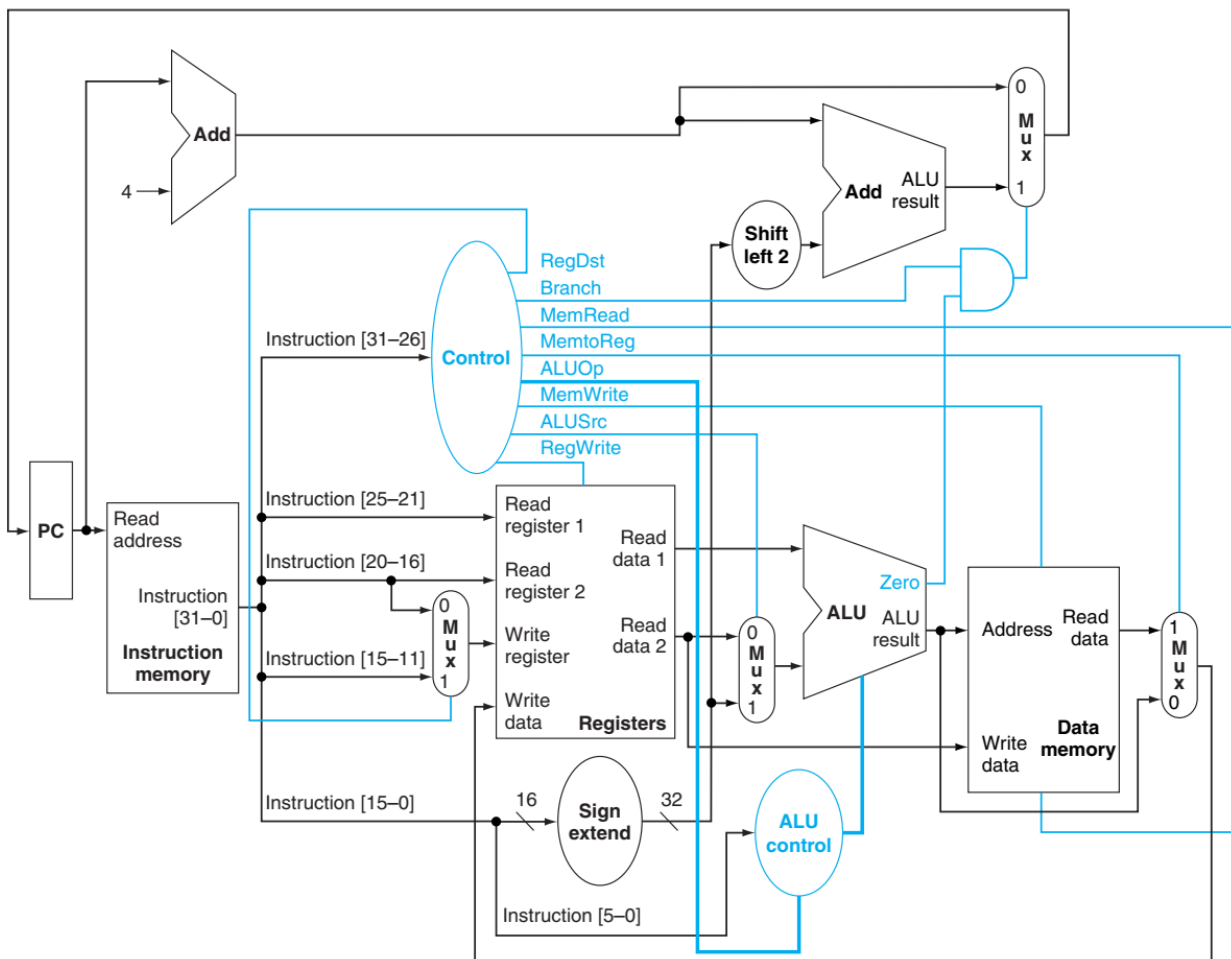 0
M
u
x
1
Add
4
Add
ALU
result
Shift
left 2
RegDst
Branch
MemRead
MemtoReg
ALUOp
MemWrite
ALUSrc
RegWrite
Control
Instruction [31–26]
Instruction [25–21]
Instruction [20–16]
Instruction [15–11]
Instruction [15–0]
Instruction [5–0]
PC
Read
address
Instruction
[31–0]
Instruction
memory
0
M
u
x
1
Read
register 1
Read
register 2
Write
register
Write
data
Read
data 1
Read
data 2
Registers
0
M
u
x
1
Zero
ALU
ALU
result
Address
Read
data
Write
data
Data
memory
1
M
u
x
0
16
Sign
extend
32
ALU
control